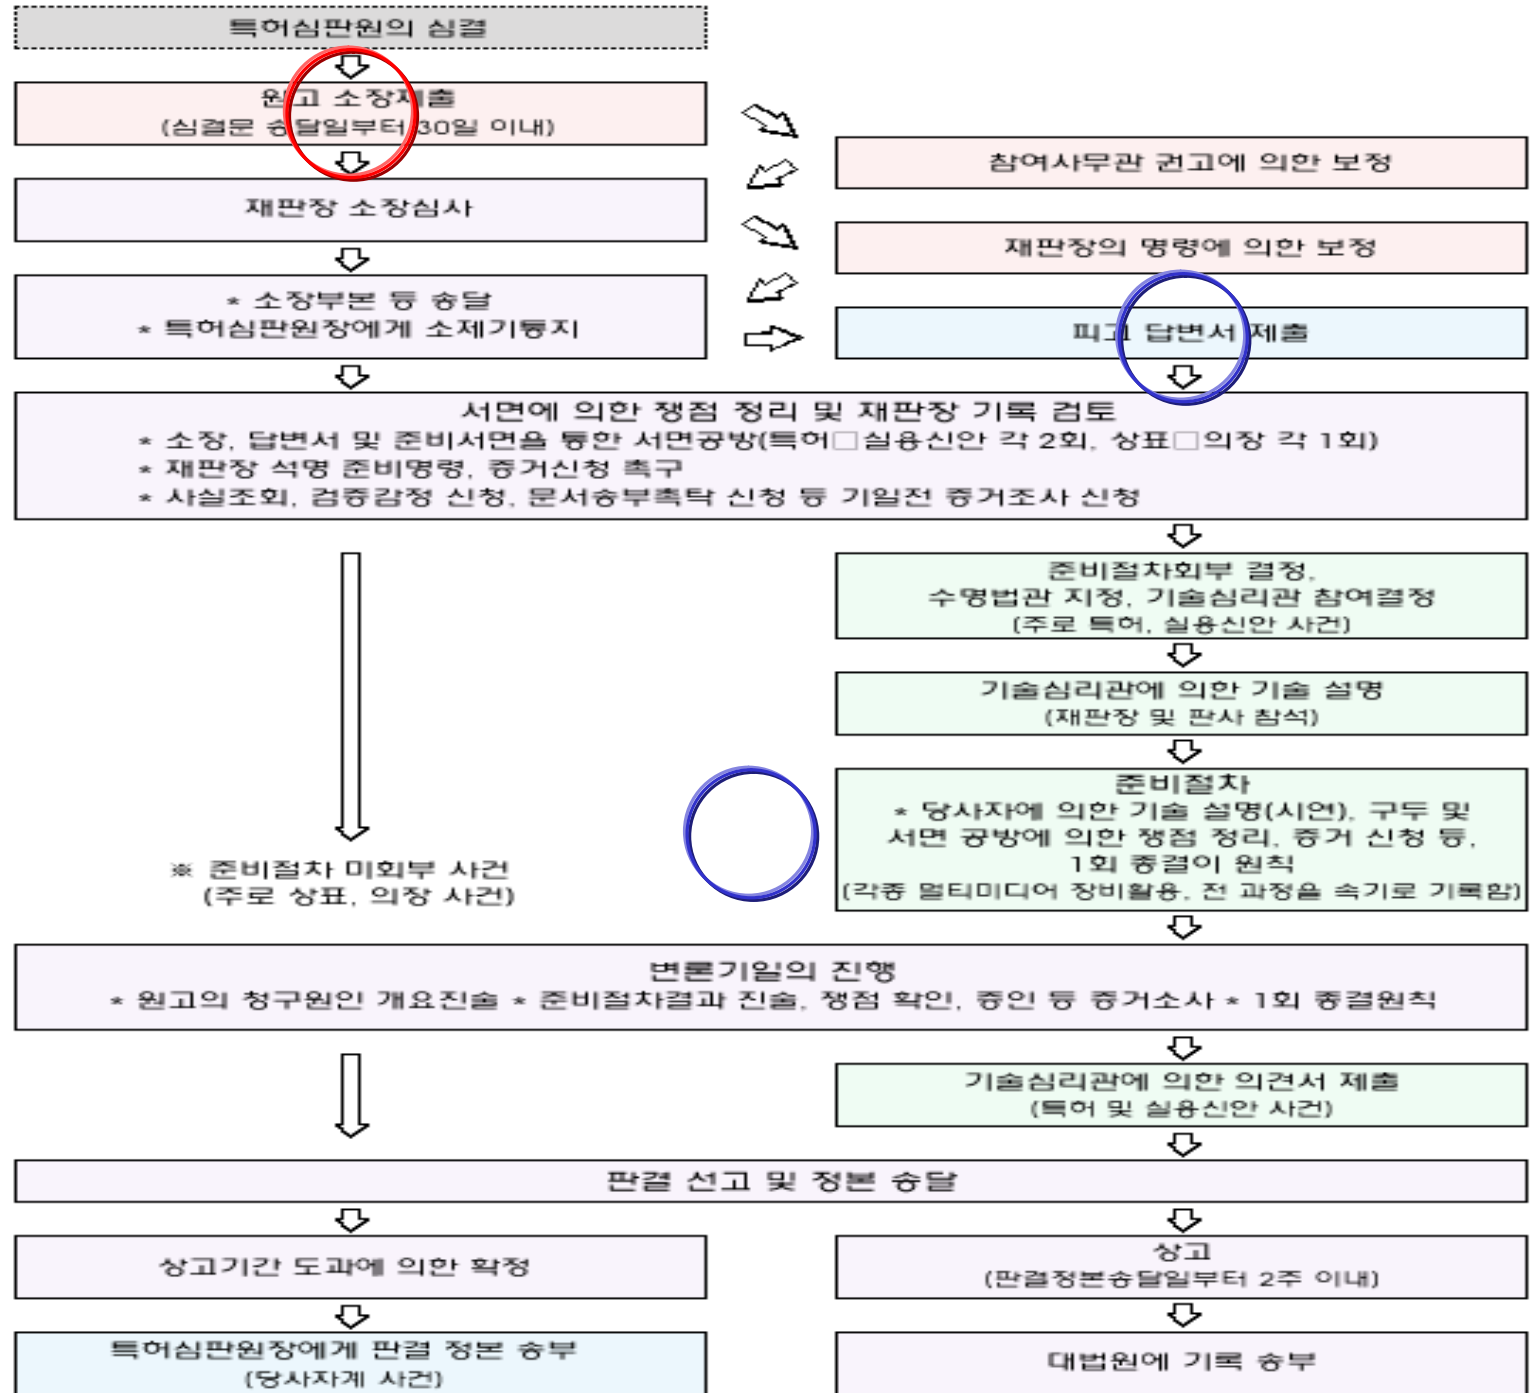 특허심판원의 심결
원고 소장제출
(심결문 송달일부터 30일 이내)
참여사무관 권고에 의한 보정
재판장 소장심사
재판장의 명령에 의한 보정
* 소장부본 등 송달
* 특허심판원장에게 소제기통지
피고 답변서 제출
서면에 의한 쟁점 정리 및 재판장 기록 검토
* 소장, 답변서 및 준비서면을 통한 서면공방(특허□실용신안 각 2회, 상표□의장 각 1회)
* 재판장 석명 준비명령, 증거신청 촉구
* 사실조회, 검증감정 신청, 문서송부촉탁 신청 등 기일전 증거조사 신청
준비절차회부 결정,
수명법관 지정, 기술심리관 참여결정
(주로 특허, 실용신안 사건)
기술심리관에 의한 기술 설명
(재판장 및 판사 참석)
준비절차
* 당사자에 의한 기술 설명(시연), 구두 및
서면 공방에 의한 쟁점 정리, 증거 신청 등,
1회 종결이 원칙
(각종 멀티미디어 장비활용, 전 과정을 속기로 기록함)
※ 준비절차 미회부 사건
(주로 상표, 의장 사건)
변론기일의 진행
* 원고의 청구원인 개요진술 * 준비절차결과 진술, 쟁점 확인, 증인 등 증거소사 * 1회 종결원칙
기술심리관에 의한 의견서 제출
(특허 및 실용신안 사건)
판결 선고 및 정본 송달
상고기간 도과에 의한 확정
상고
(판결정본송달일부터 2주 이내)
특허심판원장에게 판결 정본 송부
(당사자계 사건)
대법원에 기록 송부